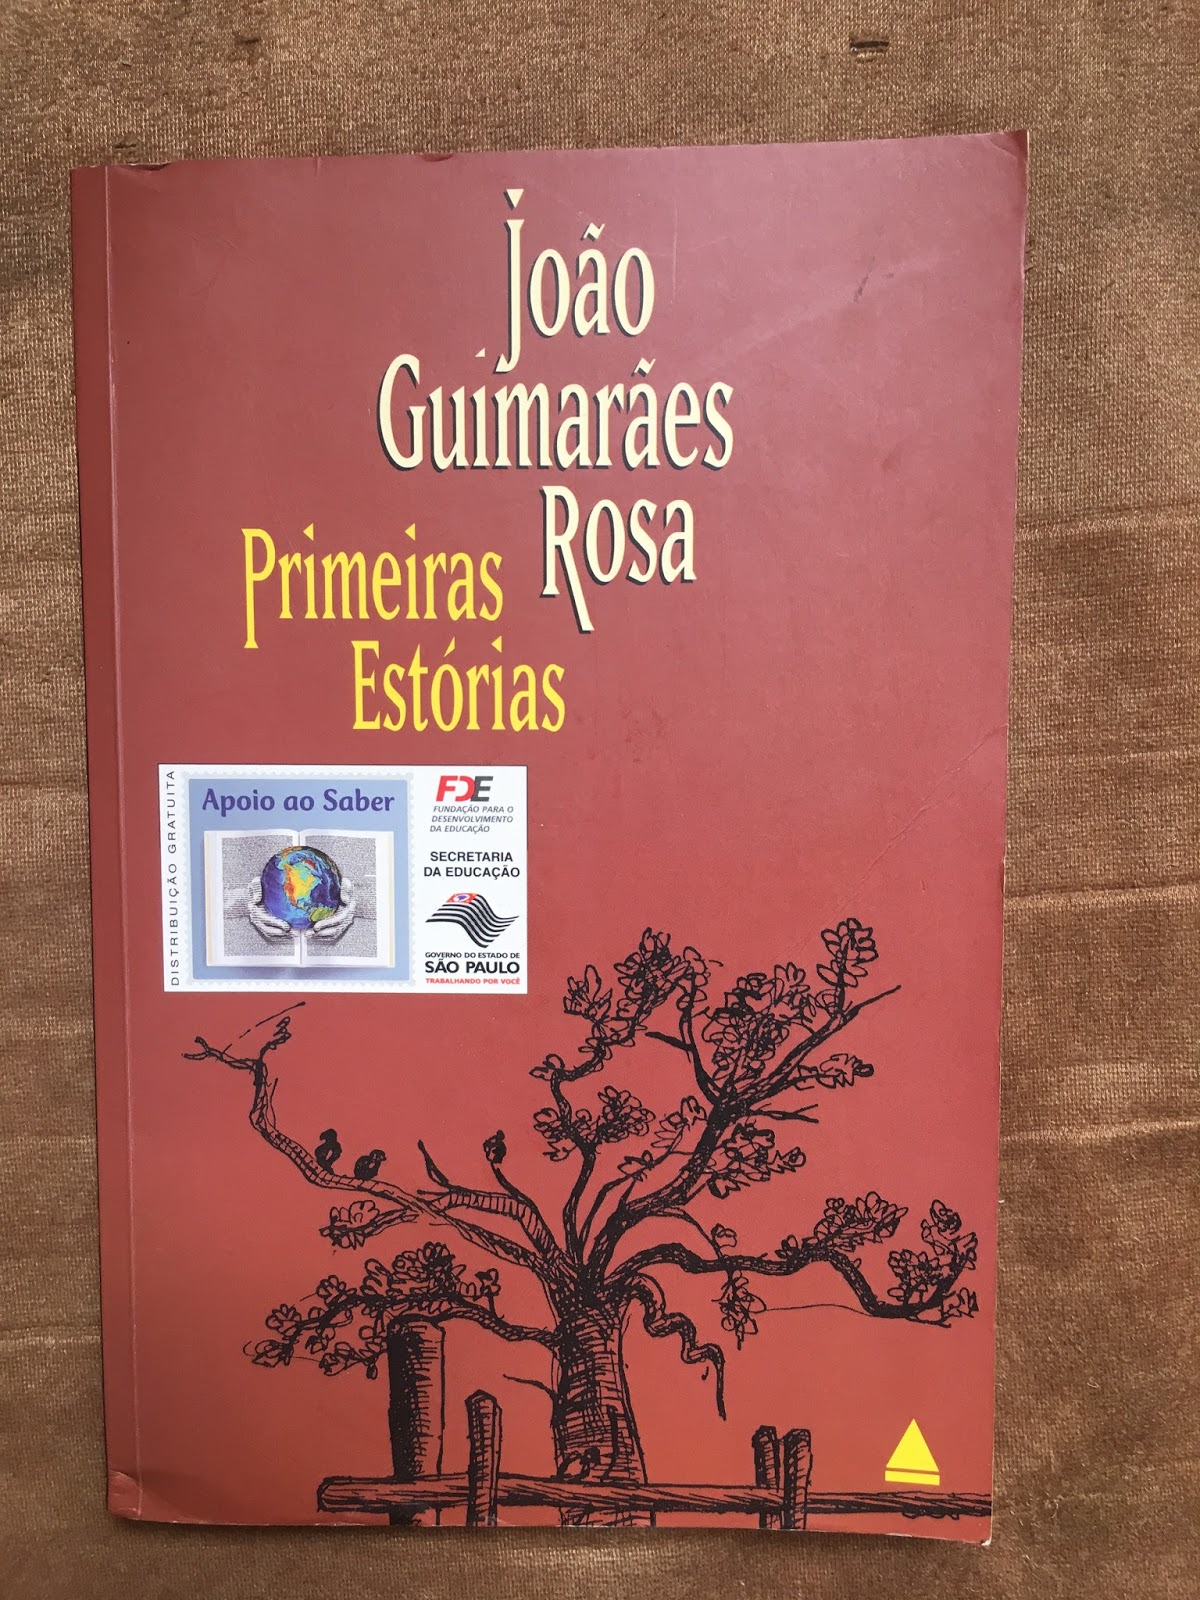 João
Guimarães
Rosa
Primeiras
Estórias
DISTRIBUIÇÃO GRATUITA
Apoio ao Saber
FDE
FUNDAÇÃO PARA O
DESENVOLVIMENTO
DA EDUCAÇÃO
SECRETARIA
DA EDUCAÇÃO
GOVERNO DO ESTADO DE
SÃO PAULO
TRABALHANDO POR VOCÊ